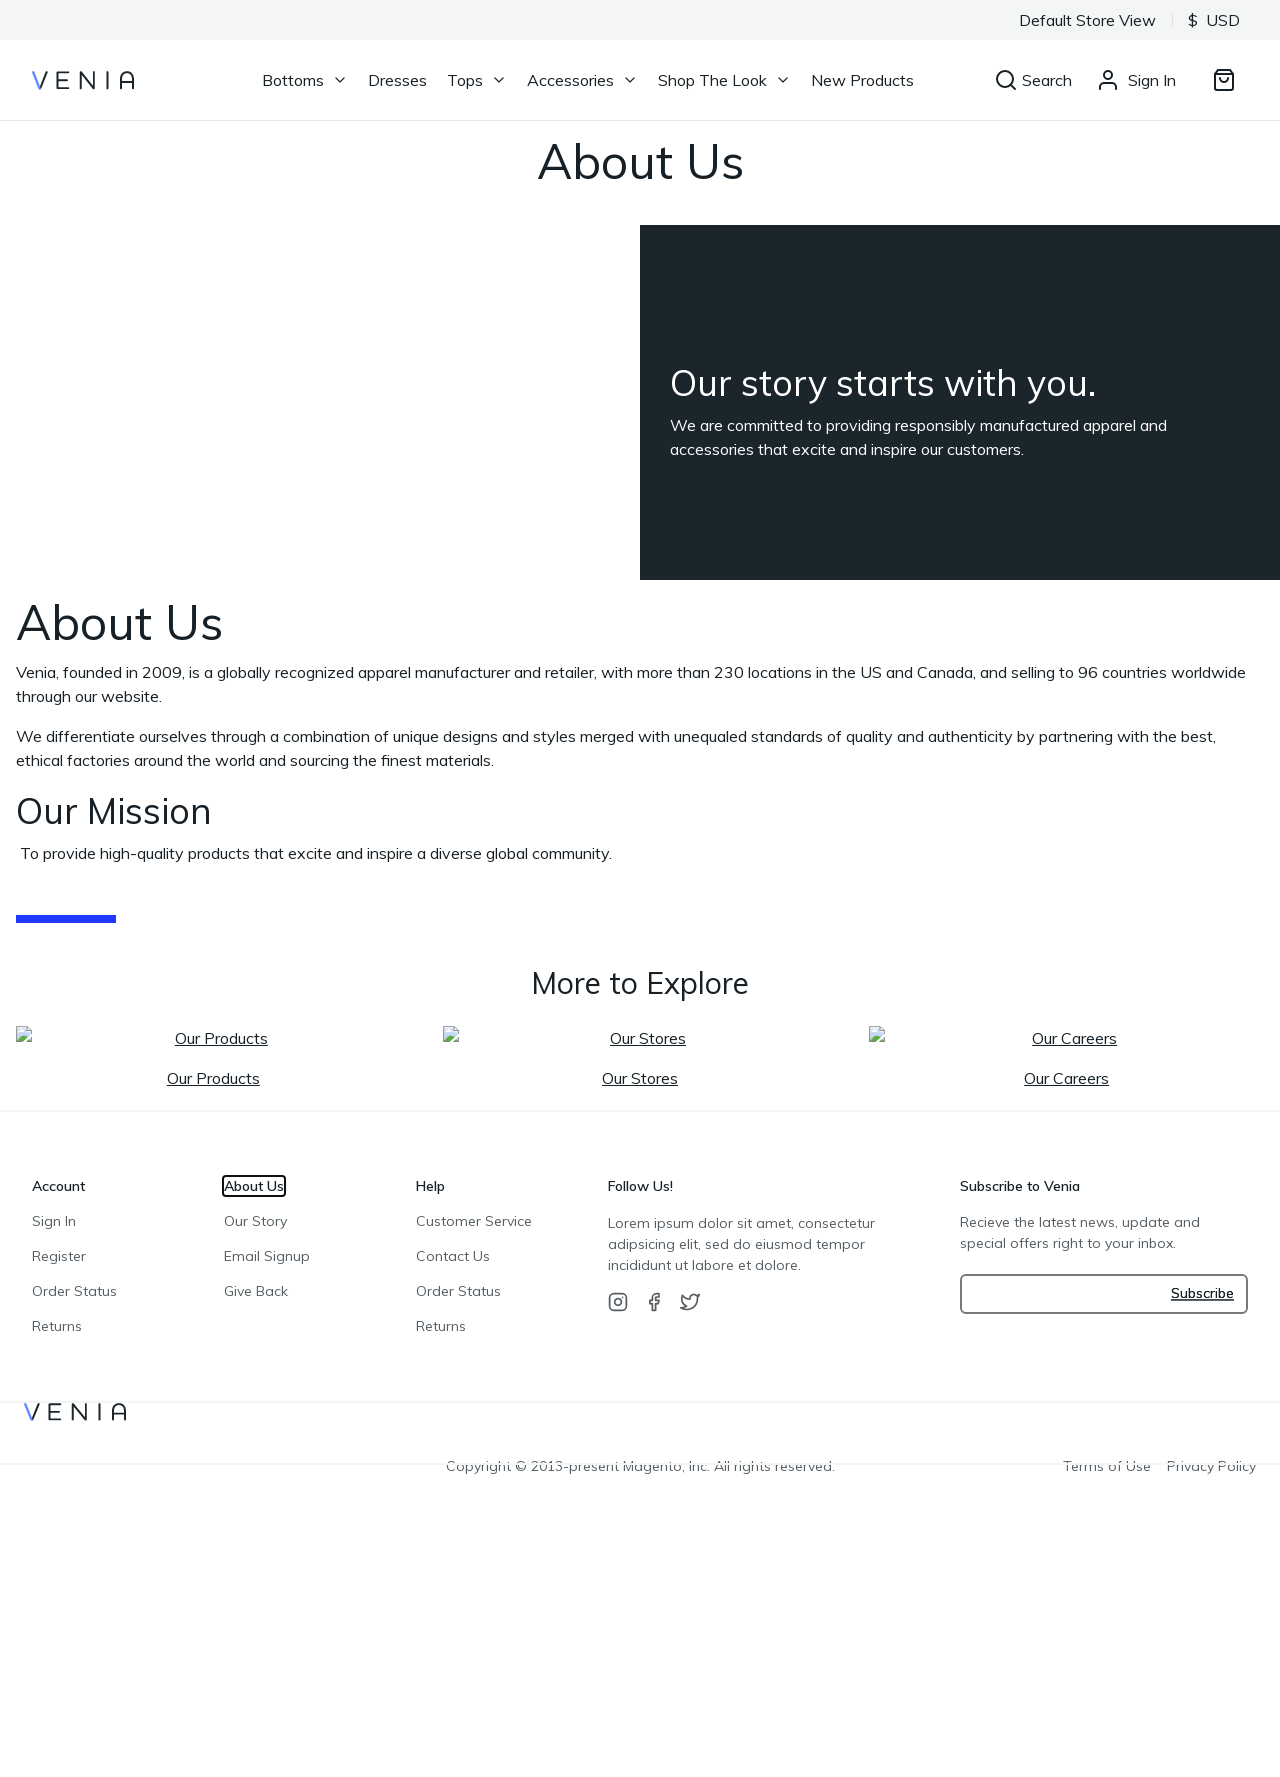 Default Store View
$ USD
VENIA
Bottoms
Dresses
Tops
Accessories
Shop The Look
New Products
Search
Sign In
About Us
Our story starts with you.
We are committed to providing responsibly manufactured apparel and
accessories that excite and inspire our customers.
About Us
Venia, founded in 2009, is a globally recognized apparel manufacturer and retailer, with more than 230 locations in the US and Canada, and selling to 96 countries worldwide
through our website.
We differentiate ourselves through a combination of unique designs and styles merged with unequaled standards of quality and authenticity by partnering with the best,
ethical factories around the world and sourcing the finest materials.
Our Mission
To provide high-quality products that excite and inspire a diverse global community.
More to Explore
Our Products
Our Stores
Our Careers
Our Products
Our Stores
Our Careers
Account
Sign In
Register
Order Status
Returns
About Us
Our Story
Email Signup
Give Back
Help
Customer Service
Contact Us
Order Status
Returns
Follow Us!
Lorem ipsum dolor sit amet, consectetur
adipsicing elit, sed do eiusmod tempor
incididunt ut labore et dolore.
Subscribe to Venia
Recieve the latest news, update and
special offers right to your inbox.
Subscribe
VENIA
Copyright © 2013-present Magento, Inc. All rights reserved.
Terms of Use
Privacy Policy